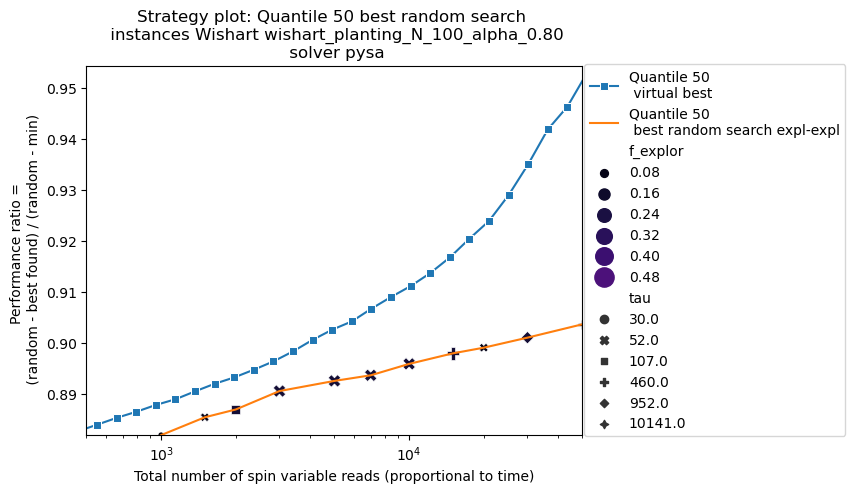 Strategy plot: Quantile 50 best random search
instances Wishart wishart_planting_N_100_alpha_0.80
solver pysa
0.95
0.94
0.93
0.92
0.91
0.90
0.89
Performance ratio =
(random - best found) / (random - min)
10^3
10^4
Total number of spin variable reads (proportional to time)
Quantile 50
virtual best
Quantile 50
best random search expl-expl
f_explor
0.08
0.16
0.24
0.32
0.40
0.48
tau
30.0
52.0
107.0
460.0
952.0
10141.0